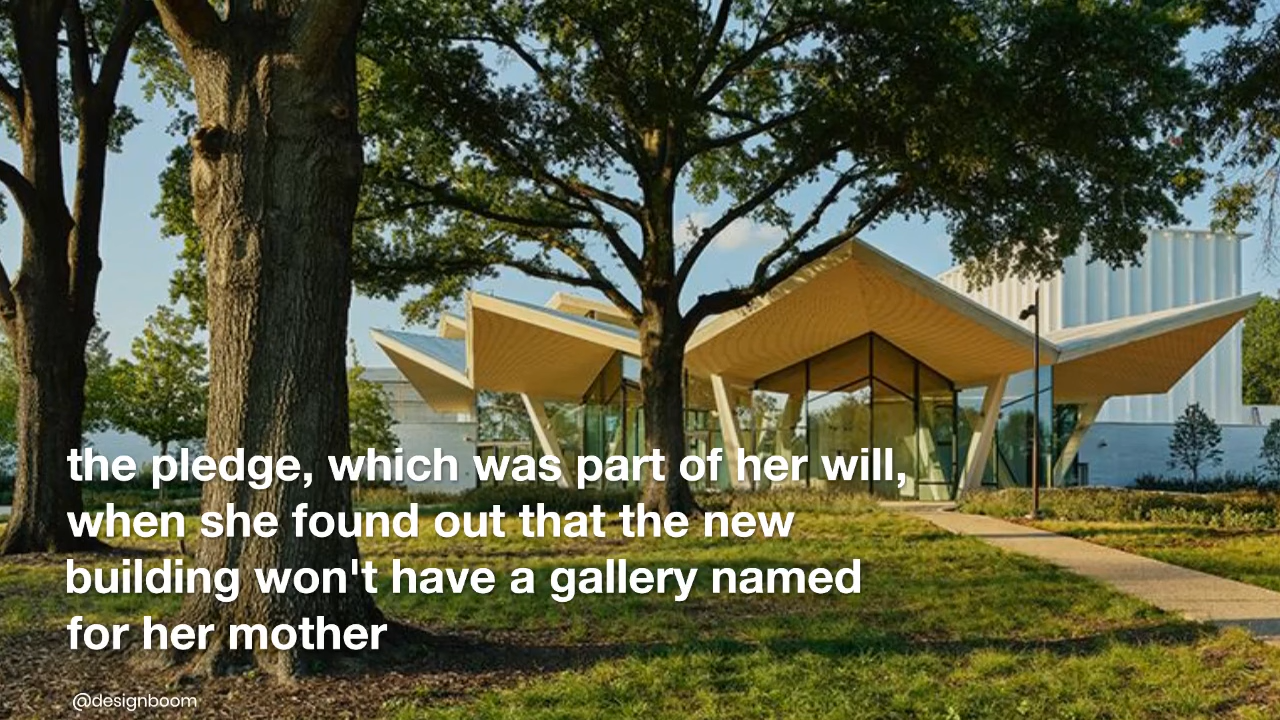 the pledge, which was part of her will,
when she found out that the new
building won't have a gallery named
for her mother
@designboom